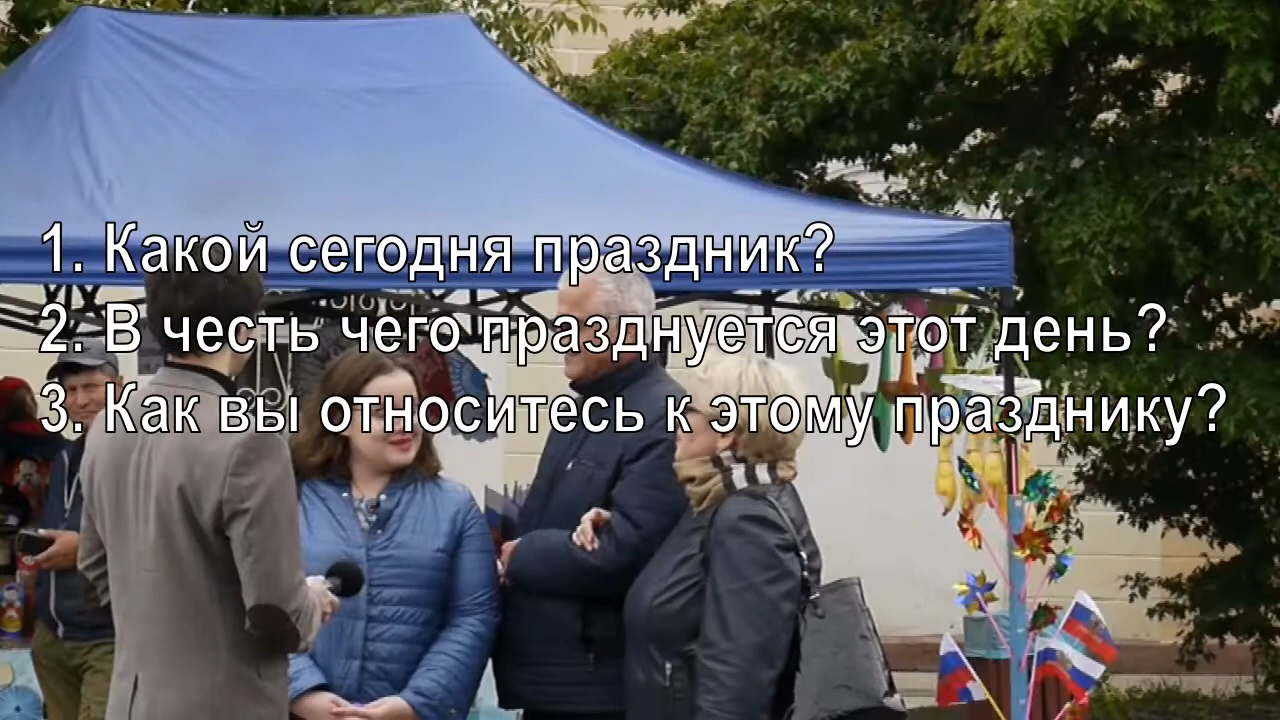 1. Какой сегодня праздник?
2. В честь чего празднуется этот день?
3. Как вы относитесь к этому празднику?